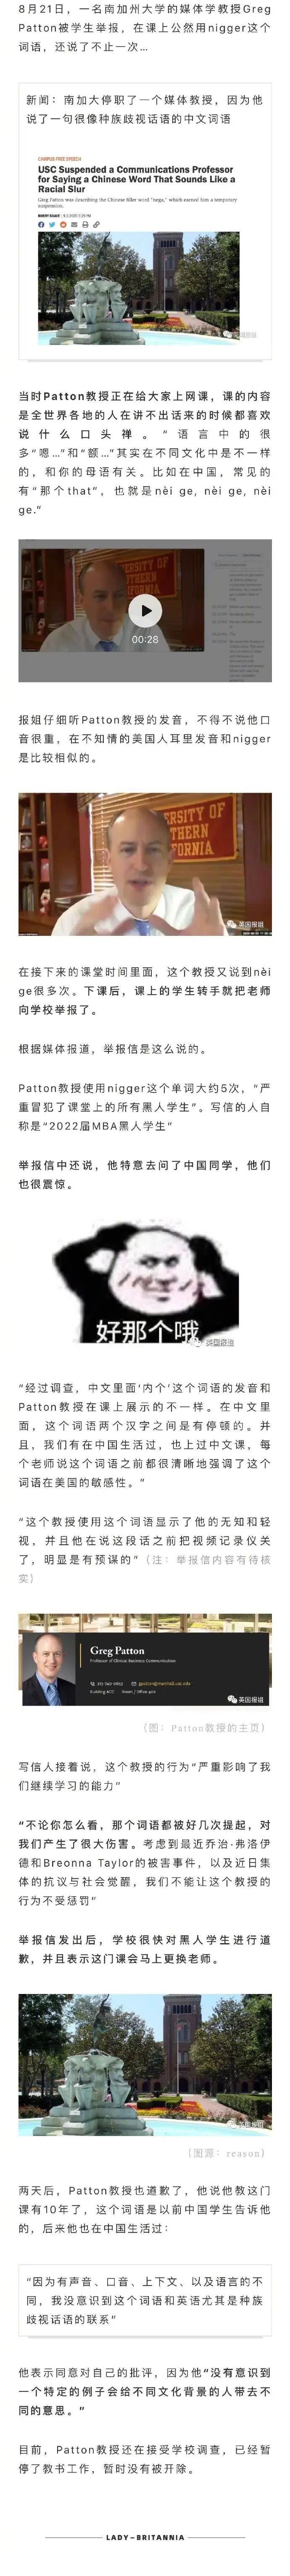 8月21日，一名南加州大学的媒体学教授Greg
Patton被学生举报，在课上公然用nigger这个
词语，还说了不止一次…
新闻：南加大停职了一个媒体教授，因为他
说了一句很像种族歧视话语的中文词语
CAMPUS FREE SPEECH
USC Suspended a Communications Professor
for Saying a Chinese Word That Sounds Like a
Racial Slur
Greg Patton was describing the Chinese filler word "nega," which earned him a temporary
suspension.
当时Patton教授正在给大家上网课，课的内容
是全世界各地的人在讲不出话来的时候都喜欢
说什么口头禅。“语言中的很
多“嗯…”和“额…”其实在不同文化中是不一样
的，和你的母语有关。比如在中国，常见的
有“那个that“，也就是nèi ge, nèi ge, nèi
ge.“
00:28
报姐仔细听Patton教授的发音，不得不说他口
音很重，在不知情的美国人耳里发音和nigger
是比较相似的。
ERSITY OF
THERN
FORNIA
英国报姐
在接下来的课堂时间里面，这个教授又说到nèi
ge很多次。下课后，课上的学生转手就把老师
向学校举报了。
根据媒体报道，举报信是这么说的。
Patton教授使用nigger这个单词大约5次，“严
重冒犯了课堂上的所有黑人学生”。写信的人自
称是“2022届MBA黑人学生“
举报信中还说，他特意去问了中国同学，他们
也很震惊。
好那个哦
英国报姐
“经过调查，中文里面‘内个’这个词语的发音和
Patton教授在课上展示的不一样。在中文里
面，这个词语两个汉字之间是有停顿的。并
且，我们有在中国生活过，也上过中文课，每
个老师说这个词语之前都很清晰地强调了这个
词语在美国的敏感性。”
“这个教授使用这个词语显示了他的无知和轻
视，并且他在说这段话之前把视频记录仪关
了，明显是有预谋的“（注：举报信内容有待核
实）
Greg Patton
Professor of Clinical Business Communication
英国报姐
（图：Patton教授的主页）
写信人接着说，这个教授的行为“严重影响了我
们继续学习的能力”
“不论你怎么看，那个词语都被好几次提起，对
我们产生了很大伤害。考虑到最近乔治·弗洛伊
德和Breonna Taylor的被害事件，以及近日集
体的抗议与社会觉醒，我们不能让这个教授的
行为不受惩罚”
举报信发出后，学校很快对黑人学生进行道
歉，并且表示这门课会马上更换老师。
英国报姐
（图源：reason）
两天后，Patton教授也道歉了，他说他教这门
课有10年了，这个词语是以前中国学生告诉他
的，后来他也在中国生活过：
“因为有声音、口音、上下文、以及语言的不
同，我没意识到这个词语和英语尤其是种族
歧视话语的联系”
他表示同意对自己的批评，因为他“没有意识到
一个特定的例子会给不同文化背景的人带去不
同的意思。”
目前，Patton教授还在接受学校调查，已经暂
停了教书工作，暂时没有被开除。
LADY-BRITANNIA